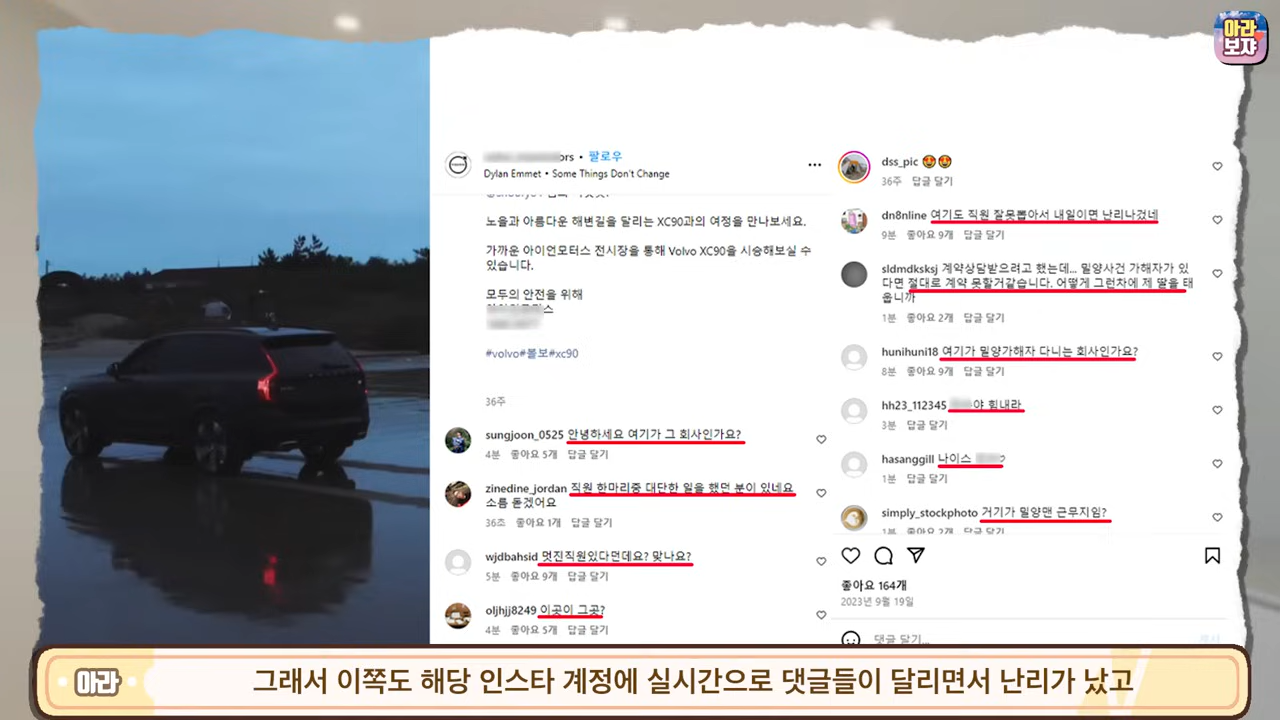 아라
보자
ors • 팔로우
Dylan Emmet • Some Things Don't Change
노을과 아름다운 해변길을 달리는 XC90과의 여정을 만나보세요.
가까운 아이언모터스 전시장을 통해 Volvo XC90을 시승해보실 수
있습니다.
모두의 안전을 위해
#volvo#볼보#xc90
36주
sungjoon_0525 안녕하세요 여기가 그 회사인가요?
4분 좋아요 5개 답글 달기
zinedine_jordan 직원 한마리중 대단한 일을 했던 분이 있네요
소름 돋겠어요
36초 좋아요 1개 답글 달기
wjdbahsid 멋진직원있다던데요? 맞나요?
5분 좋아요 9개 답글 달기
oljhjj8249 이곳이 그곳?
4분 좋아요 5개 답글 달기
dss_pic 😍😍
36주 답글 달기
dn8nline 여기도 직원 잘못뽑아서 내일이면 난리나겠네
9분 좋아요 9개 답글 달기
sldmdksksj 계약상담받으려고 했는데... 밀양사건 가해자가 있
다면 절대로 계약 못할거같습니다. 어떻게 그런차에 제 딸을 태
웁니까
1분 좋아요 2개 답글 달기
hunihuni18 여기가 밀양가해자 다니는 회사인가요?
8분 좋아요 9개 답글 달기
hh23_112345 야 힘내라
3분 답글 달기
hasanggill 나이스
1분 답글 달기
simply_stockphoto 거기가 밀양맨 근무지임?
1분 좋아요 2개 답글 달기
좋아요 164개
2023년 9월 19일
댓글 달기...
게시
아라
그래서 이쪽도 해당 인스타 계정에 실시간으로 댓글들이 달리면서 난리가 났고